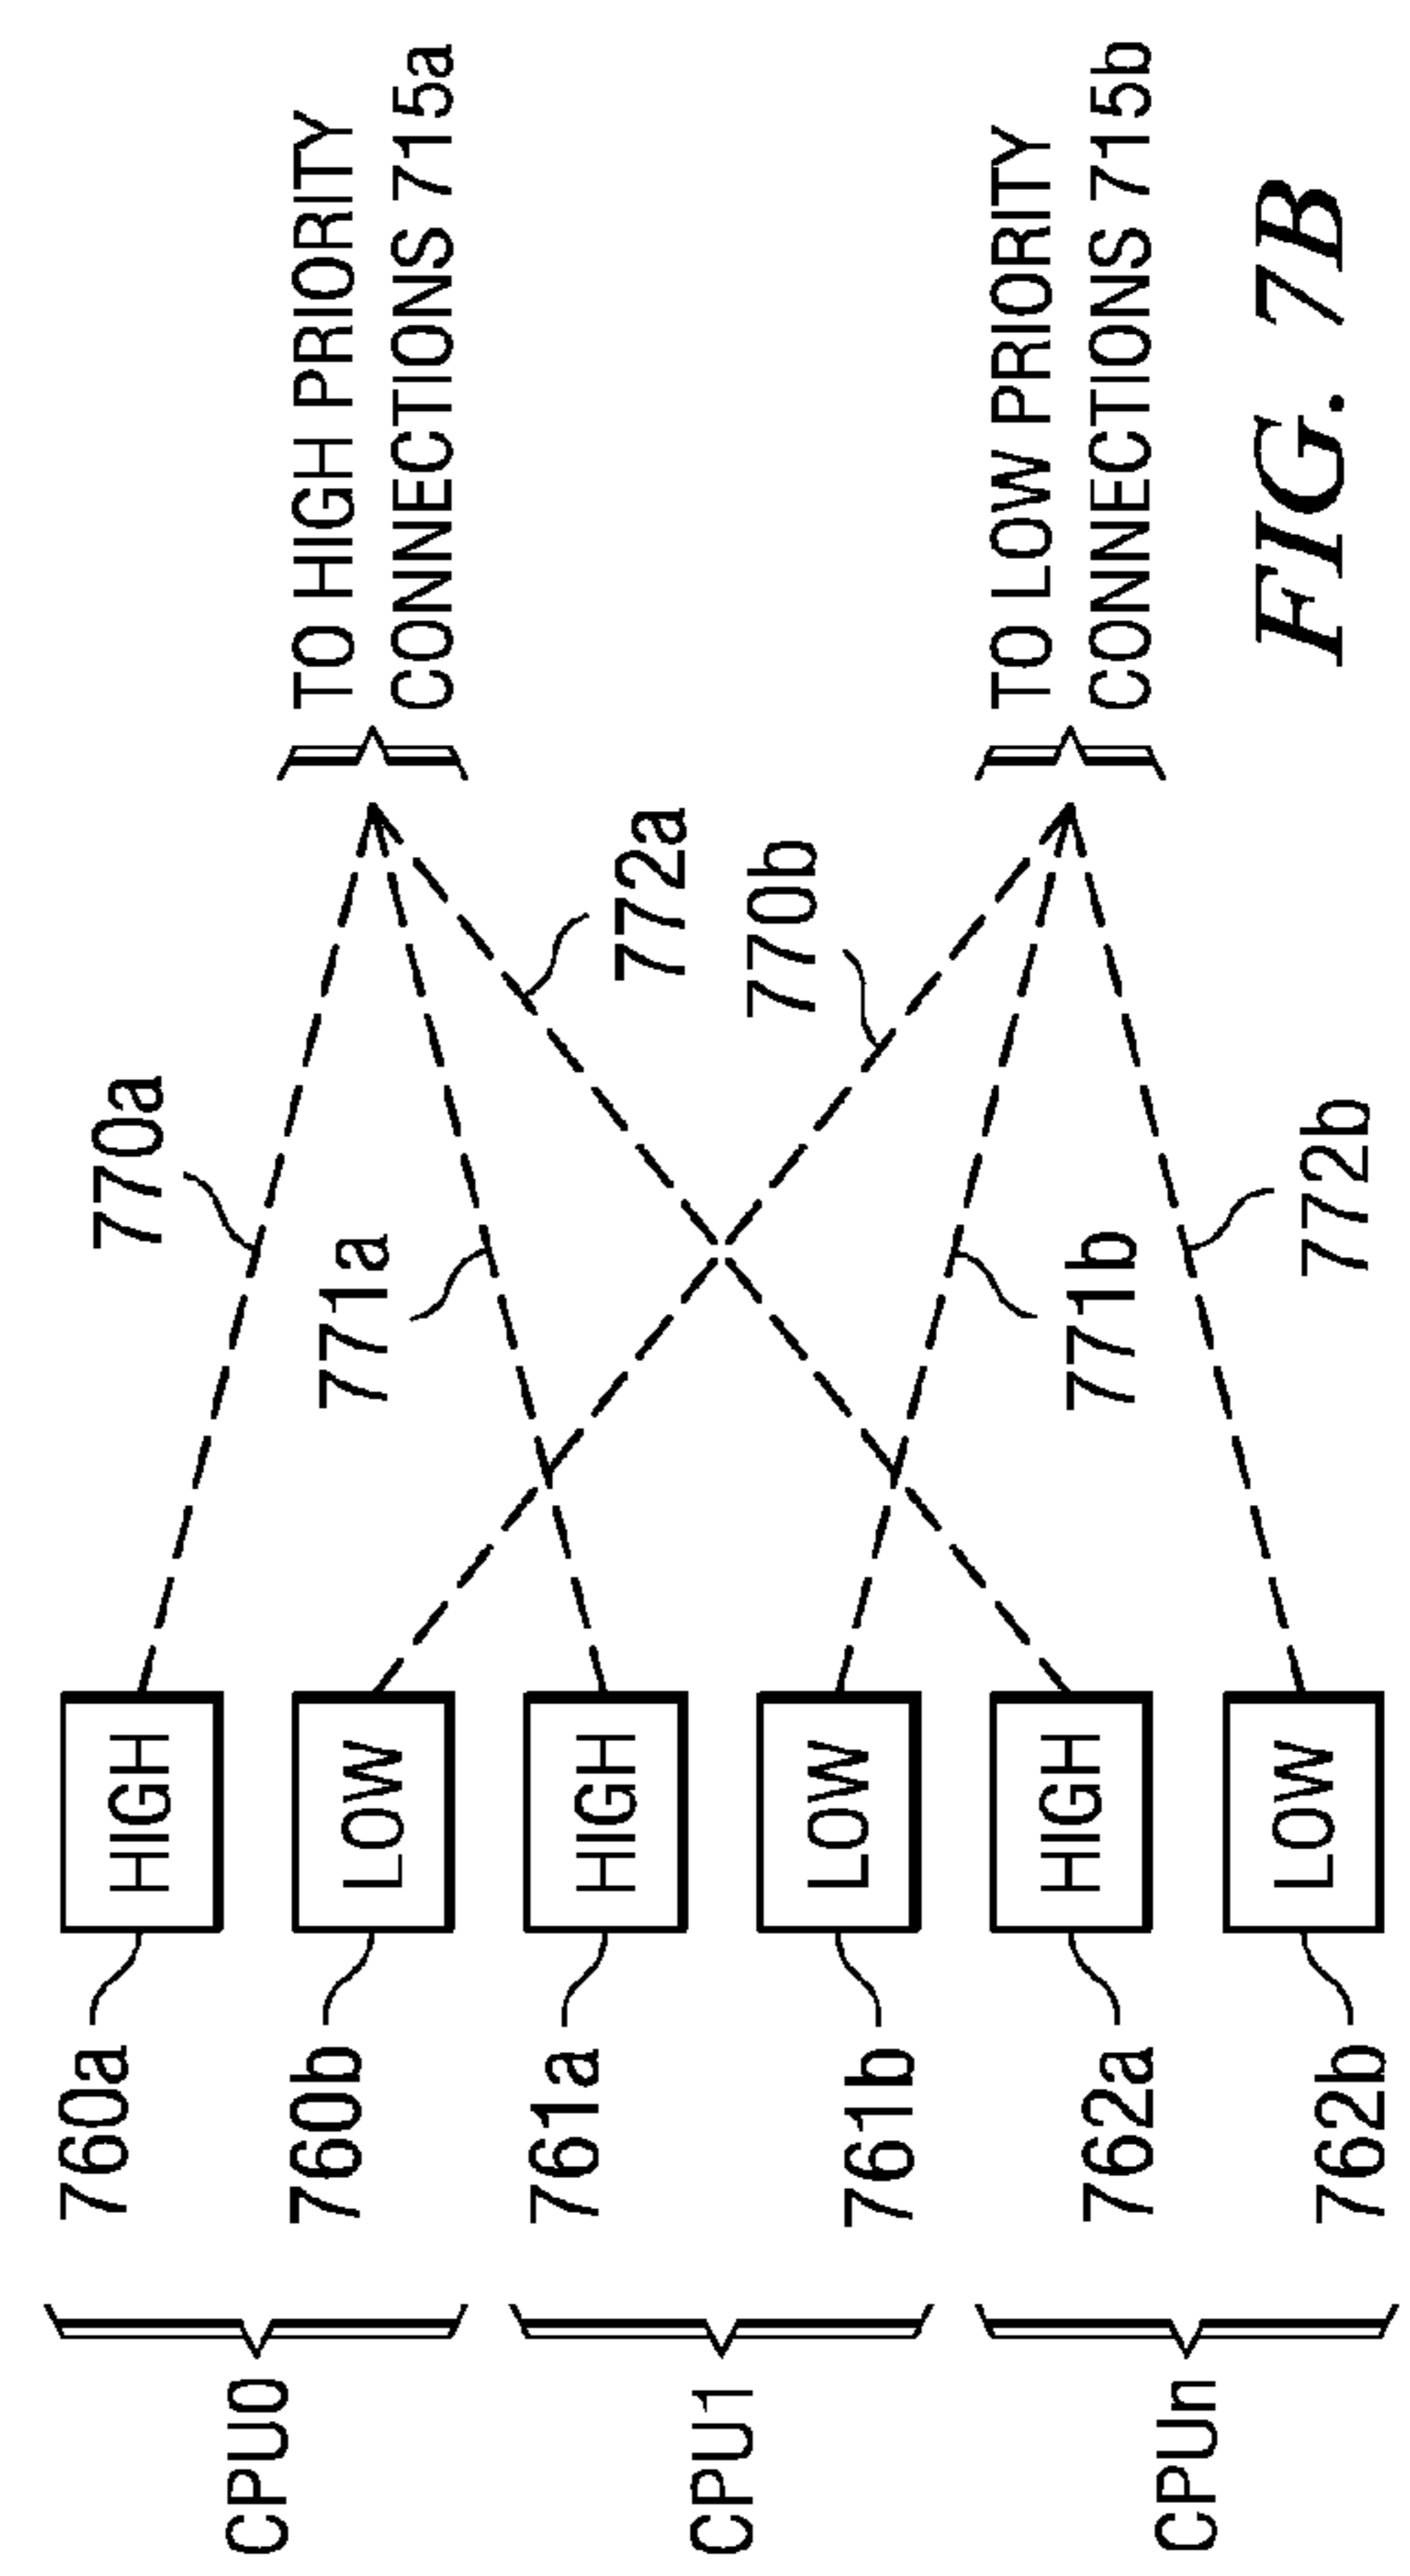 CPU0
760a
HIGH
760b
LOW
CPU1
761a
HIGH
761b
LOW
CPUn
762a
HIGH
762b
LOW
770a
771a
772a
770b
771b
772b
TO HIGH PRIORITY
CONNECTIONS 715a
TO LOW PRIORITY
CONNECTIONS 715b
FIG. 7B